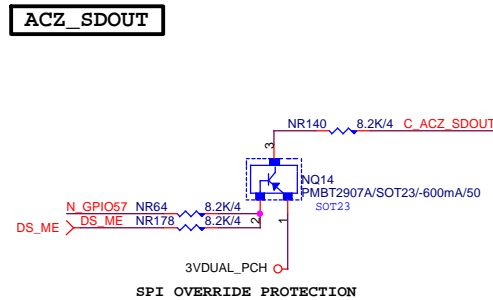 ACZ_SDOUT
NR140 8.2K/4 C_ACZ_SDOUT
3
NQ14
PMBT2907A/SOT23/-600mA/50
SOT23
N_GPIO57 NR64 8.2K/4
DS_ME DS_ME NR178 8.2K/4
2 1
3VDUAL_PCH
SPI OVERRIDE PROTECTION